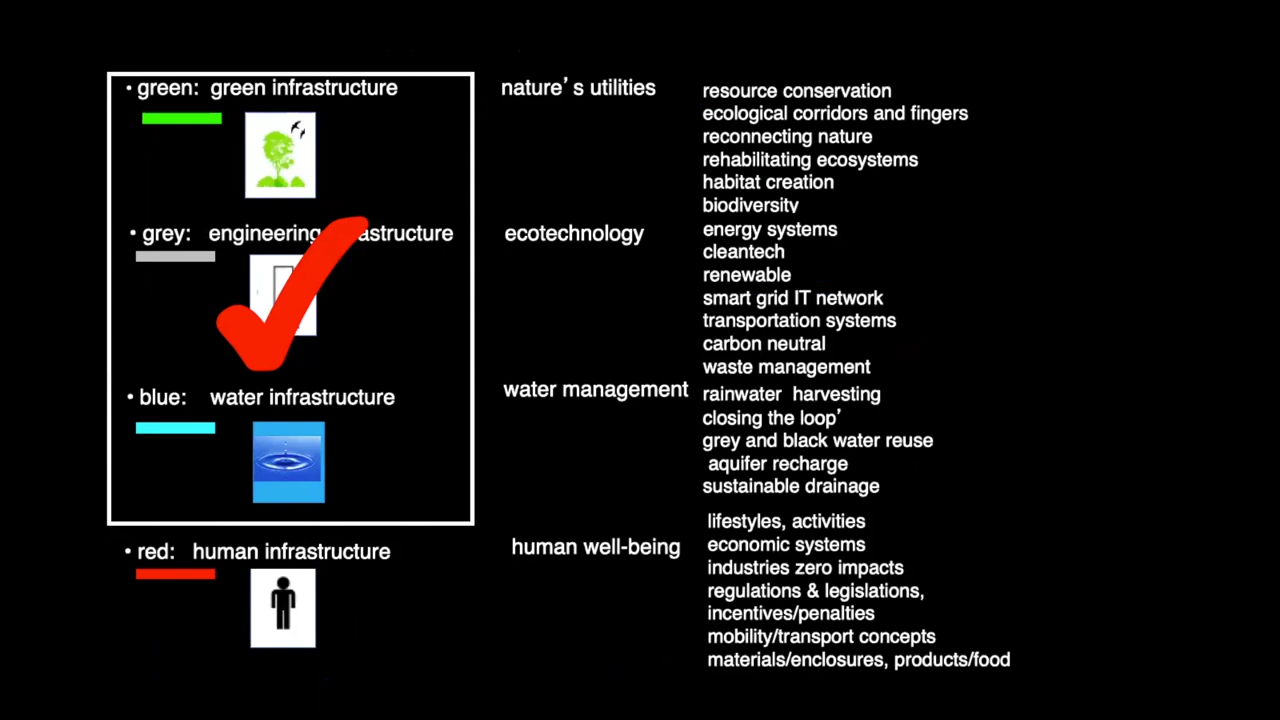 • green: green infrastructure
nature's utilities
resource conservation
ecological corridors and fingers
reconnecting nature
rehabilitating ecosystems
habitat creation
biodiversity
• grey: engineering astructure
ecotechnology
energy systems
cleantech
renewable
smart grid IT network
transportation systems
carbon neutral
waste management
• blue: water infrastructure
water management
rainwater harvesting
closing the loop’
grey and black water reuse
aquifer recharge
sustainable drainage
• red: human infrastructure
human well-being
lifestyles, activities
economic systems
industries zero impacts
regulations & legislations,
incentives/penalties
mobility/transport concepts
materials/enclosures, products/food